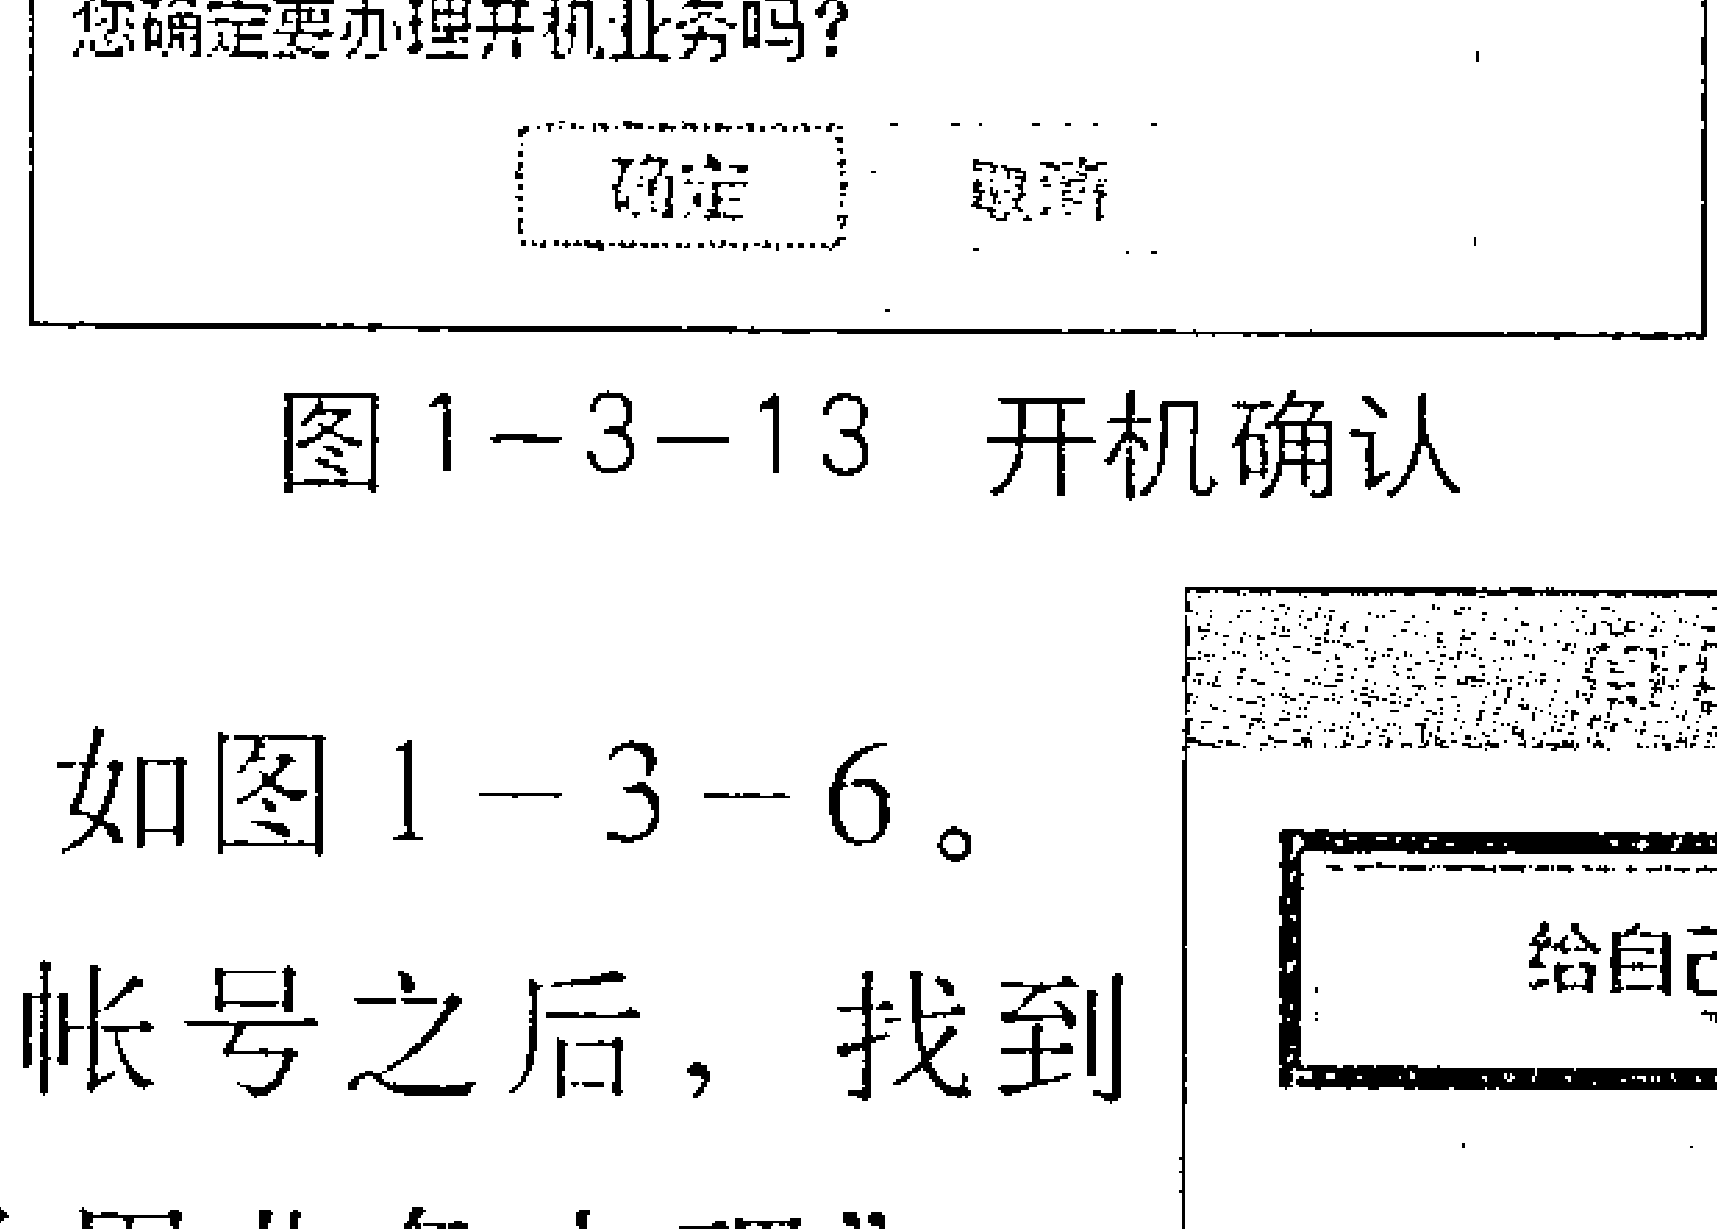 您确定要办理开机业务吗?
确定 取消
图1-3-13 开机确认
如图1-3-6。
帐号之后，找到
给自己